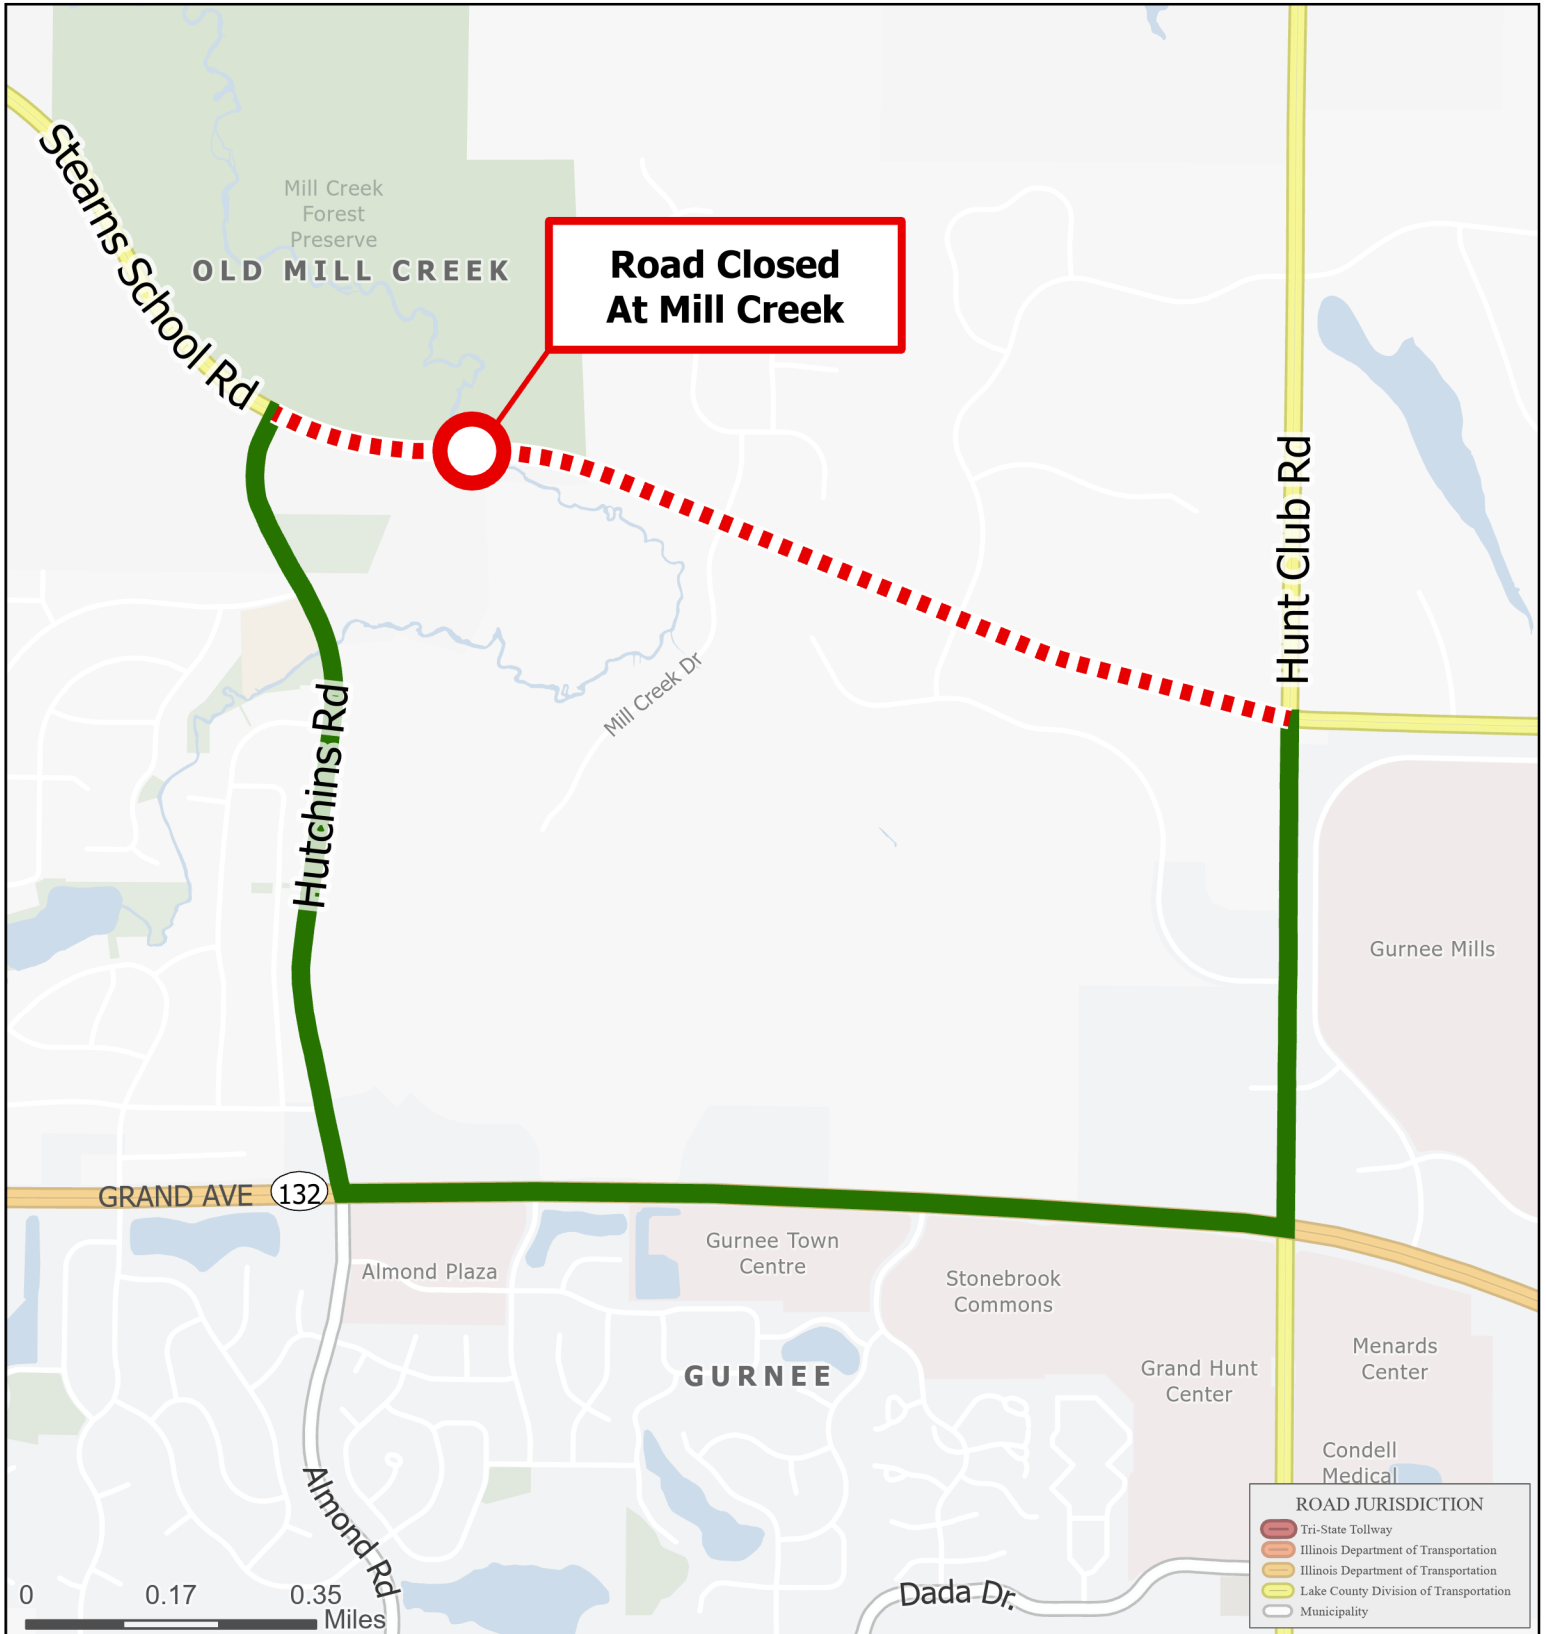 Stearns School Rd
Mill Creek
Forest
Preserve
OLD MILL CREEK
Road Closed
At Mill Creek
Hunt Club Rd
Hutchins Rd
Mill Creek Dr
Gurnee Mills
GRAND AVE
132
Almond Plaza
Gurnee Town
Centre
Stonebrook
Commons
GURNEE
Grand Hunt
Center
Menards
Center
Condell
Medical
Almond Rd
Dada Dr.
0 0.17 0.35
Miles
ROAD JURISDICTION
Tri-State Tollway
Illinois Department of Transportation
Illinois Department of Transportation
Lake County Division of Transportation
Municipality